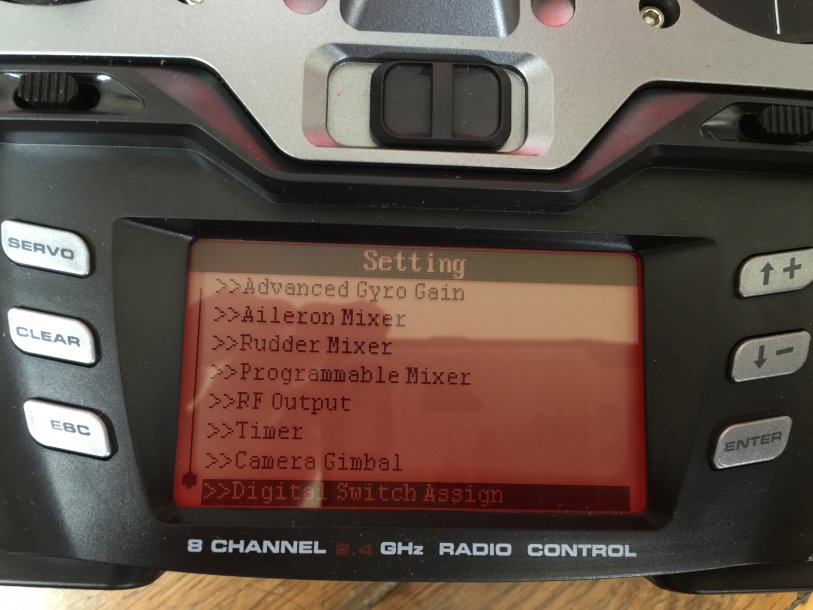 Setting
SERVO
>>Advanced Gyro Gain
↑+
>>Aileron Mixer
CLEAR
>>Rudder Mixer
↓−
>>Programmable Mixer
>>RF Output
ESC
>>Timer
ENTER
>>Camera Gimbal
>>Digital Switch Assign
8 CHANNEL 2.4 GHz RADIO CONTROL